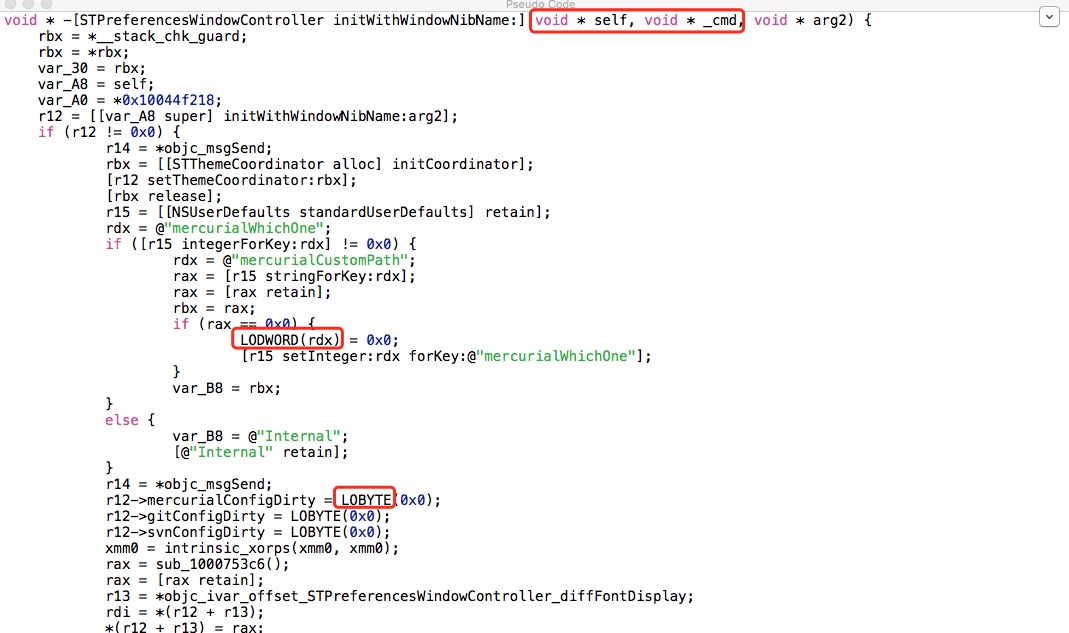 Pseudo Code
void * -[STPreferencesWindowController initWithWindowNibName:](void * self, void * _cmd, void * arg2) {
rbx = *__stack_chk_guard;
rbx = *rbx;
var_30 = rbx;
var_A8 = self;
var_A0 = *0x10044f218;
r12 = [[var_A8 super] initWithWindowNibName:arg2];
if (r12 != 0x0) {
r14 = *objc_msgSend;
rbx = [[STThemeCoordinator alloc] initCoordinator];
[r12 setThemeCoordinator:rbx];
[rbx release];
r15 = [[NSUserDefaults standardUserDefaults] retain];
rdx = @"mercurialWhichOne";
if ([r15 integerForKey:rdx] != 0x0) {
rdx = @"mercurialCustomPath";
rax = [r15 stringForKey:rdx];
rax = [rax retain];
rbx = rax;
if (rax == 0x0) {
LODWORD(rdx) = 0x0;
[r15 setInteger:rdx forKey:@"mercurialWhichOne"];
}
var_B8 = rbx;
}
else {
var_B8 = @"Internal";
[@"Internal" retain];
}
r14 = *objc_msgSend;
r12->mercurialConfigDirty = LOBYTE(0x0);
r12->gitConfigDirty = LOBYTE(0x0);
r12->svnConfigDirty = LOBYTE(0x0);
xmm0 = intrinsic_xorps(xmm0, xmm0);
rax = sub_1000753c6();
rax = [rax retain];
r13 = *objc_ivar_offset_STPreferencesWindowController_diffFontDisplay;
rdi = *(r12 + r13);
*(r12 + r13) = rax;